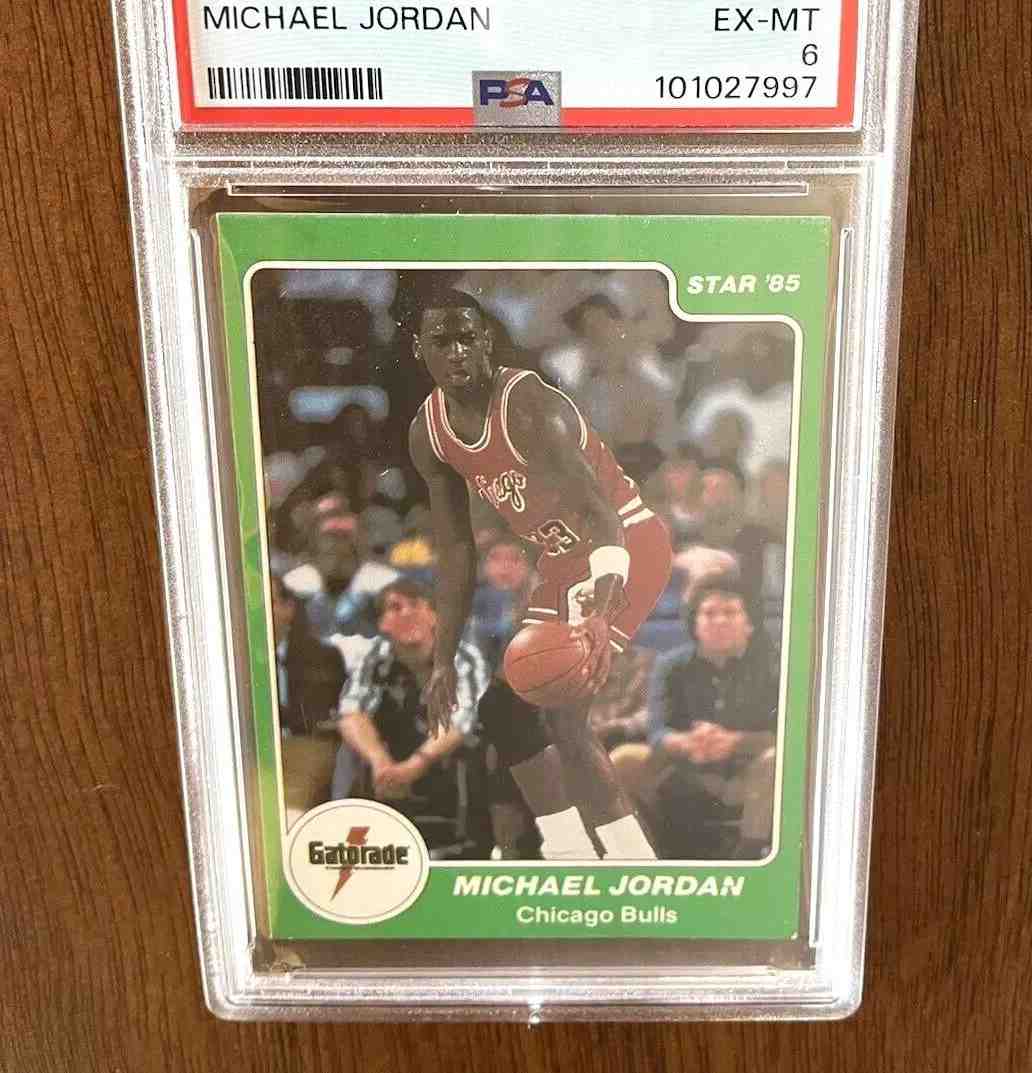 MICHAEL JORDAN
EX-MT
6
PSA
101027997
STAR '85
Gatorade
MICHAEL JORDAN
Chicago Bulls